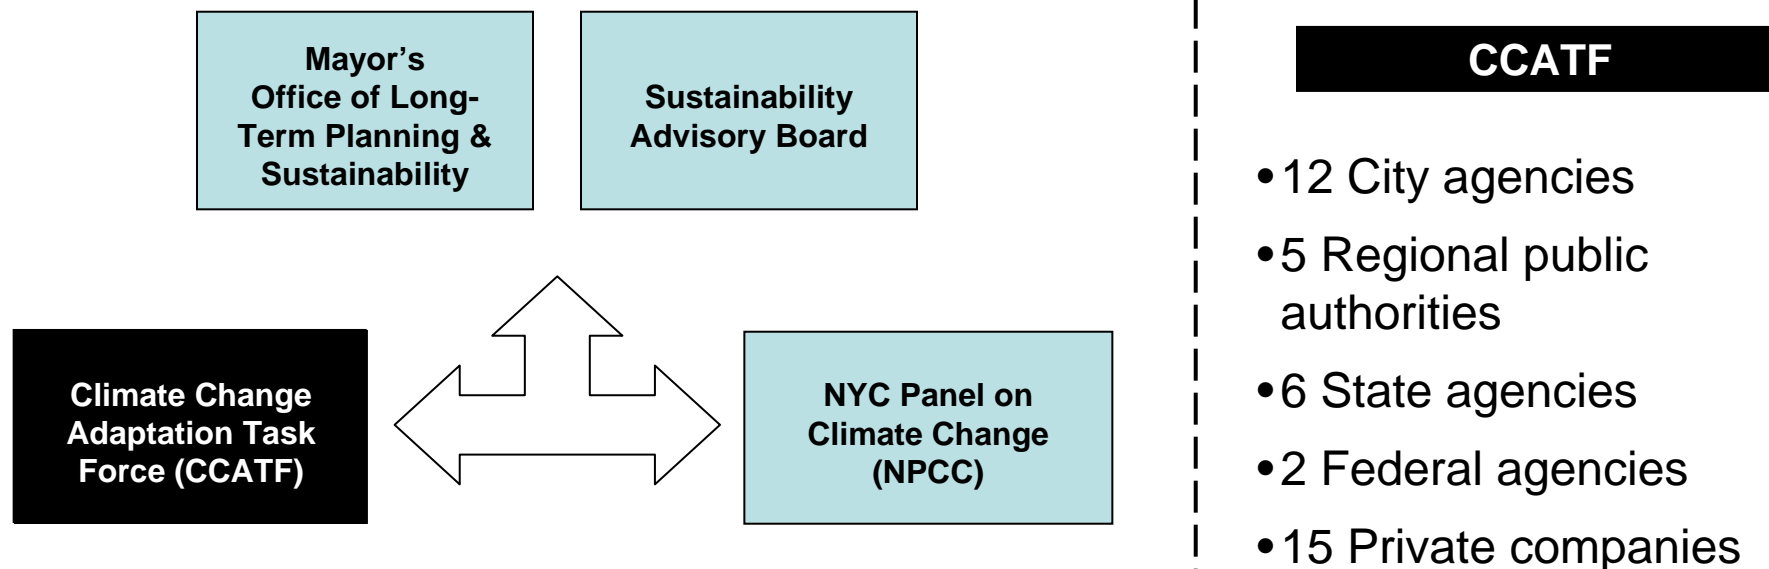 Mayor’s
Office of Long-
Term Planning &
Sustainability
Sustainability
Advisory Board
Climate Change
Adaptation Task
Force (CCATF)
NYC Panel on
Climate Change
(NPCC)
CCATF
•12 City agencies
•5 Regional public
authorities
•6 State agencies
•2 Federal agencies
•15 Private companies